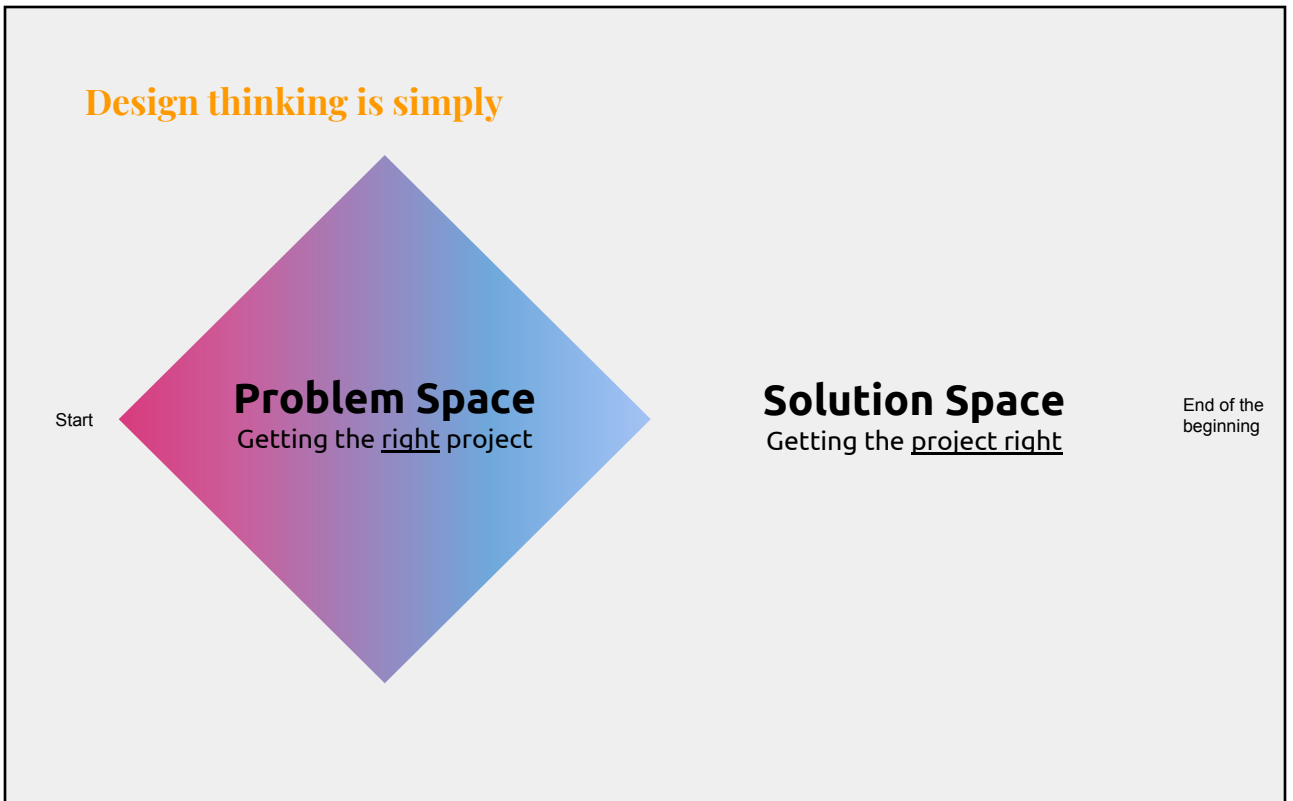 Design thinking is simply
Start
Problem Space
Getting the right project
Solution Space
Getting the project right
End of the
beginning